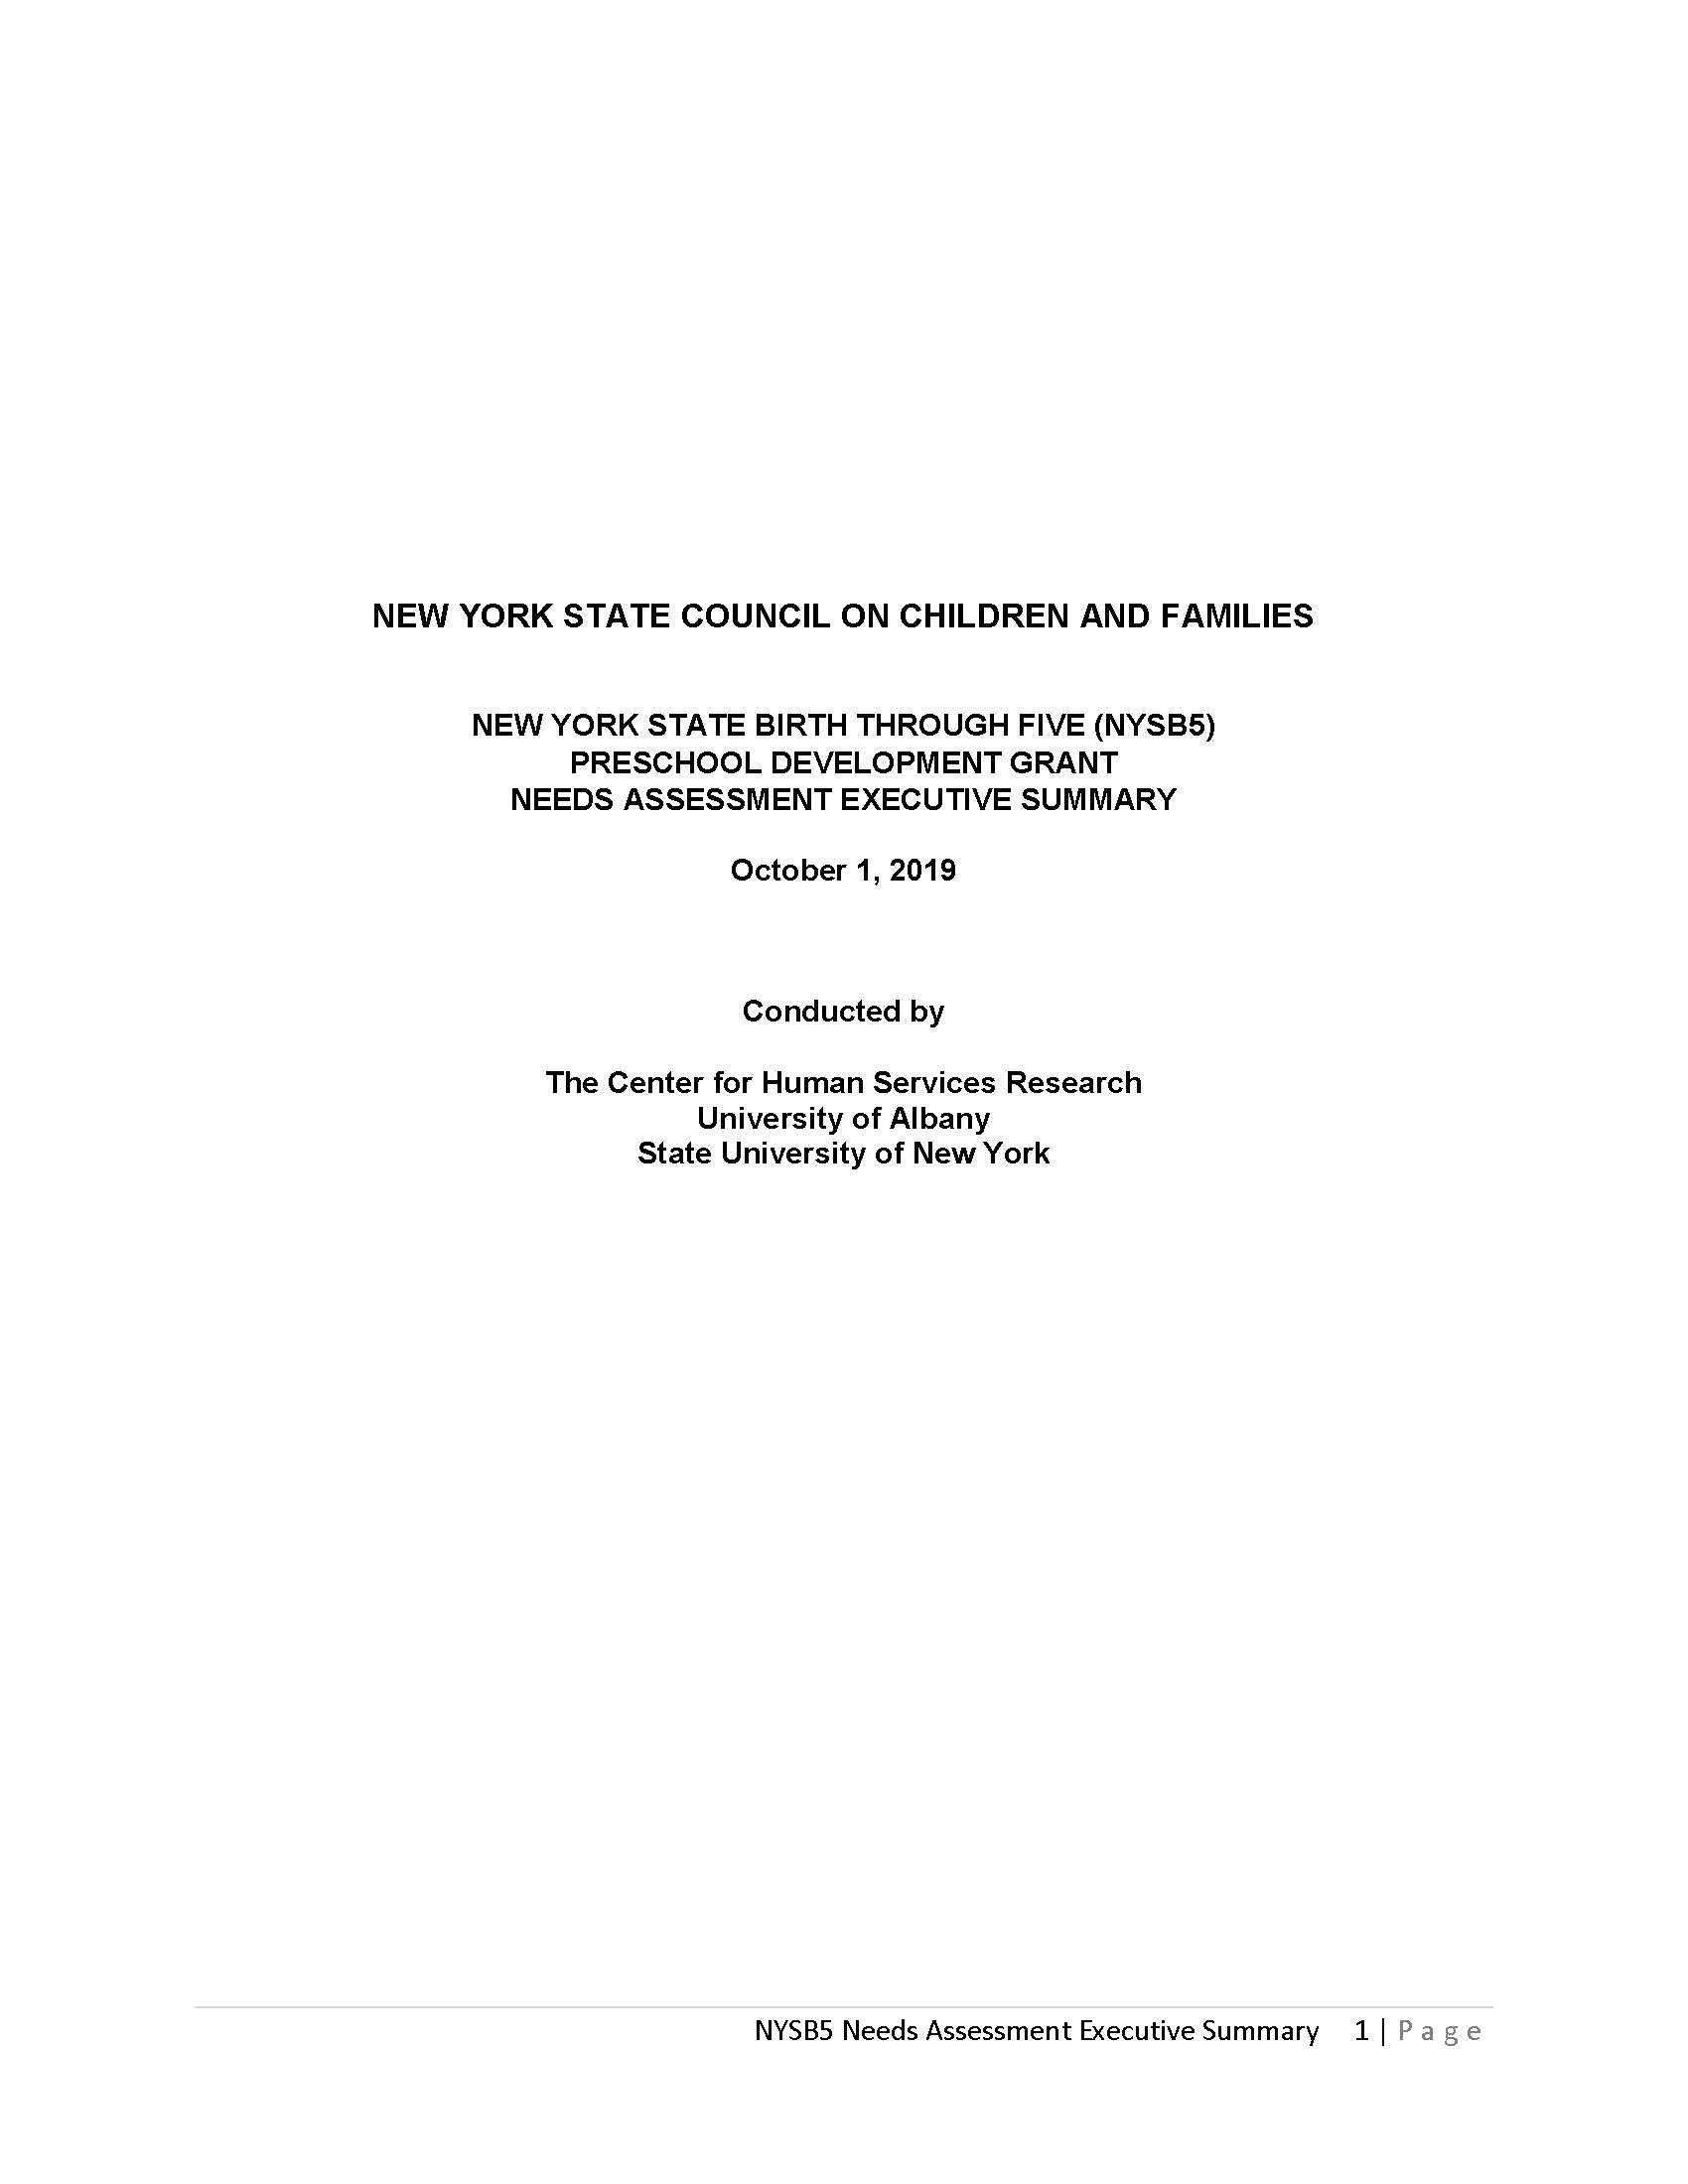 NEW YORK STATE COUNCIL ON CHILDREN AND FAMILIES
NEW YORK STATE BIRTH THROUGH FIVE (NYSB5)
PRESCHOOL DEVELOPMENT GRANT
NEEDS ASSESSMENT EXECUTIVE SUMMARY
October 1, 2019
Conducted by
The Center for Human Services Research
University of Albany
State University of New York
NYSB5 Needs Assessment Executive Summary 1 | Page